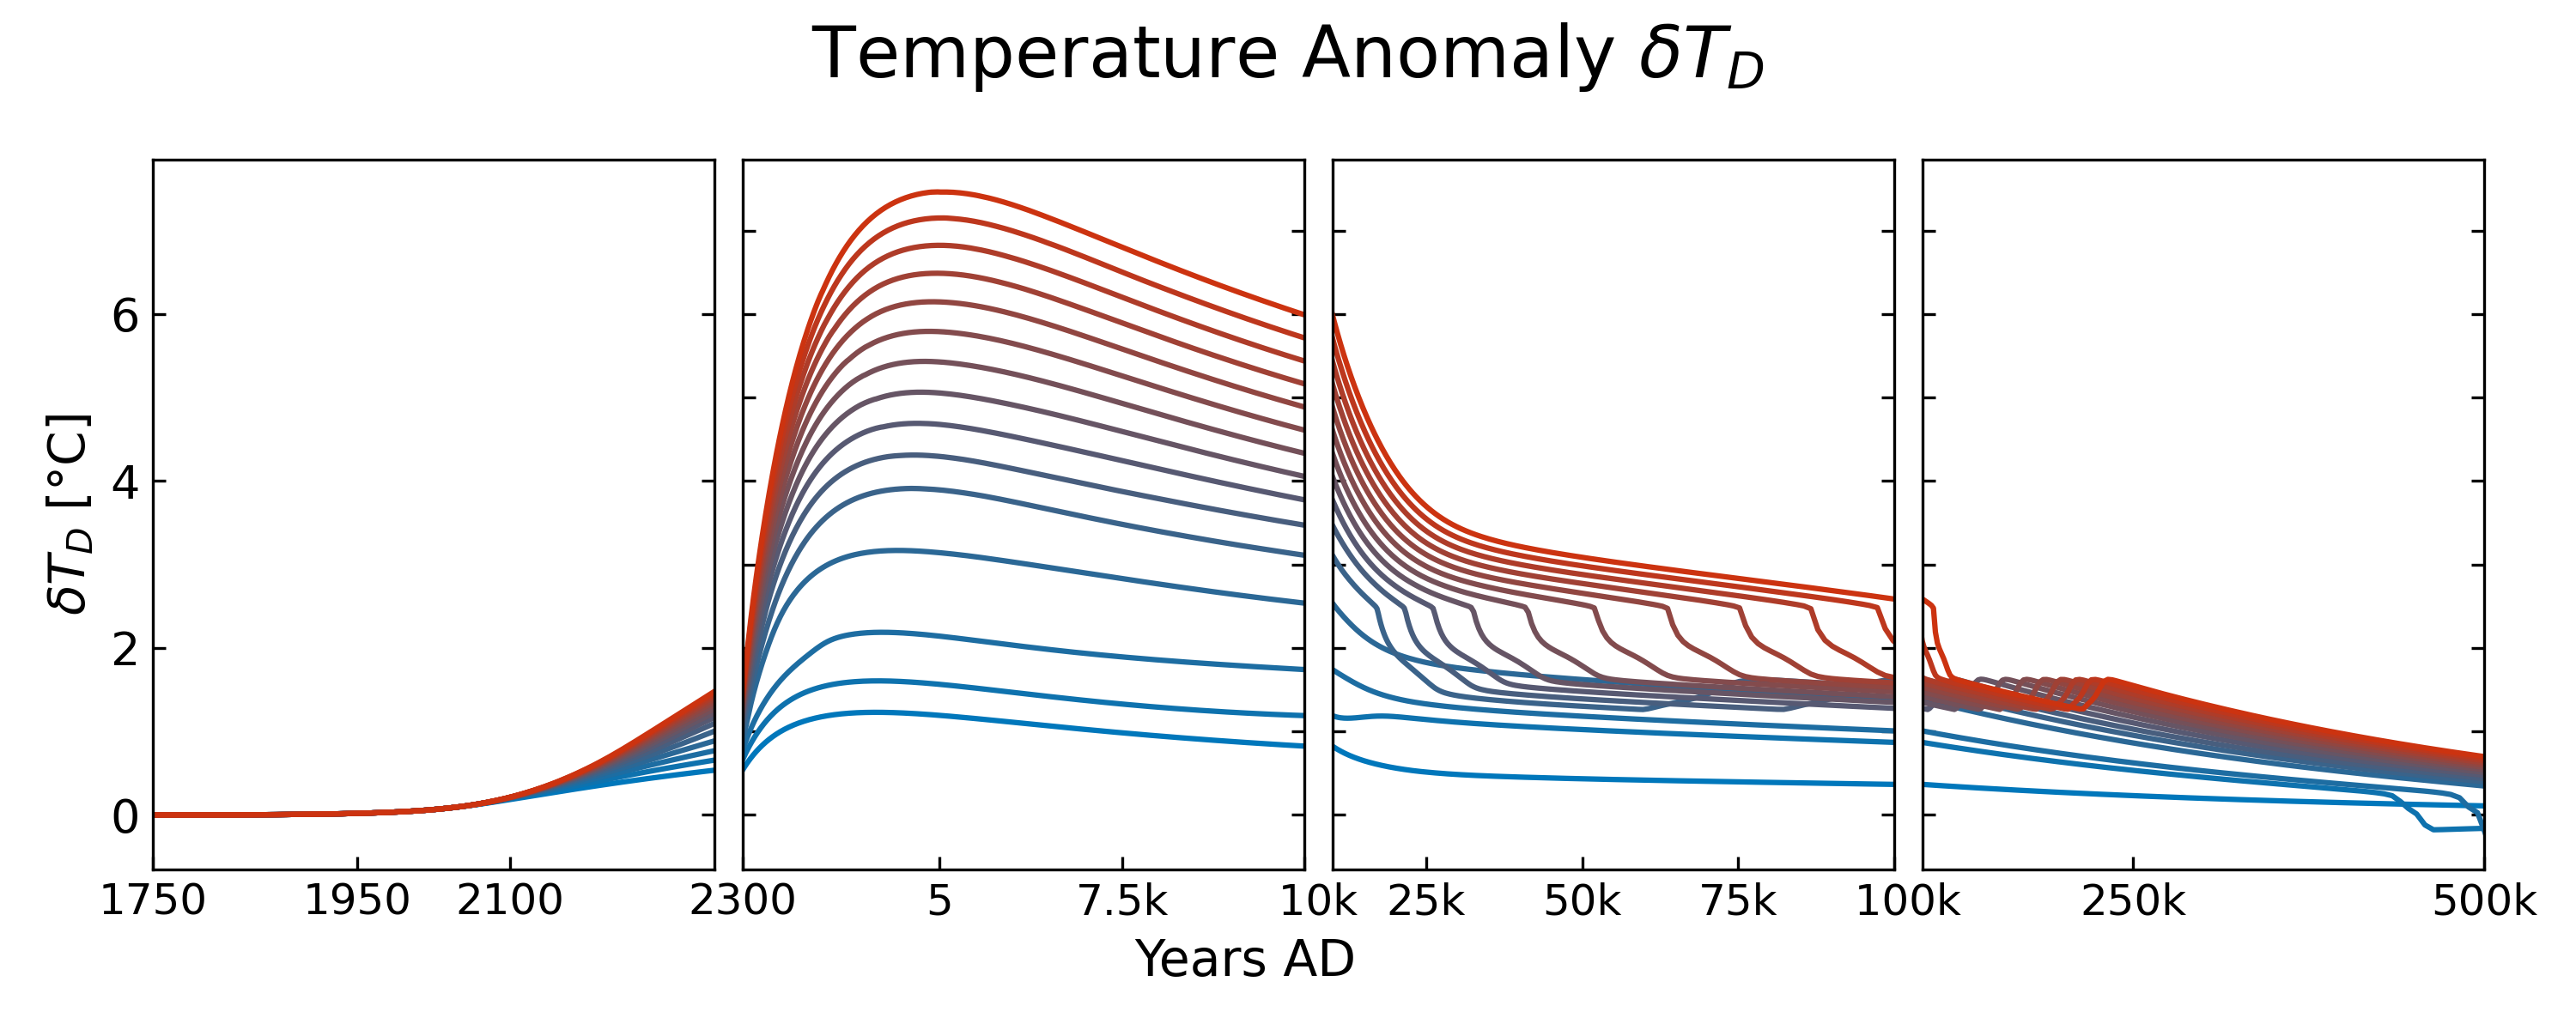 Temperature Anomaly δT_D
δT_D [°C]
6
4
2
0
1750 1950 2100 2300 5 7.5k 10k 25k 50k 75k 100k 250k 500k
Years AD